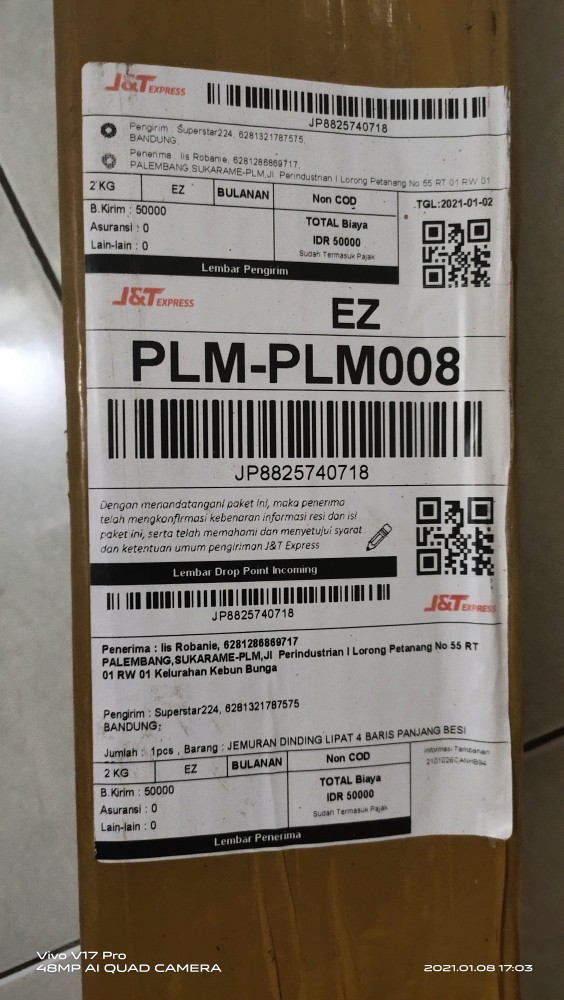 J&T EXPRESS
JP8825740718
Pengirim : Superstar224, 6281321787575,
BANDUNG;
Penerima : Iis Robanie, 6281286869717,
PALEMBANG,SUKARAME-PLM,Jl Perindustrian I Lorong Petanang No 55 RT 01 RW 01
2 KG EZ BULANAN Non COD TGL:2021-01-02
B.Kirim : 50000
Asuransi : 0
Lain-lain : 0
TOTAL Biaya
IDR 50000
Sudah Termasuk Pajak
Lembar Pengirim
J&T EXPRESS
EZ
PLM-PLM008
JP8825740718
Dengan menandatangani paket ini, maka penerima
telah mengkonfirmasi kebenaran informasi resi dan isi
paket ini, serta telah memahami dan menyetujui syarat
dan ketentuan umum pengiriman J&T Express
Lembar Drop Point Incoming
JP8825740718
J&T EXPRESS
Penerima : Iis Robanie, 6281286869717
PALEMBANG,SUKARAME-PLM,Jl Perindustrian I Lorong Petanang No 55 RT
01 RW 01 Kelurahan Kebun Bunga
Pengirim : Superstar224, 6281321787575
BANDUNG;
Jumlah : 1pcs , Barang : JEMURAN DINDING LIPAT 4 BARIS PANJANG BESI
2 KG EZ BULANAN Non COD
Informasi Tambahan
B.Kirim : 50000
Asuransi : 0
Lain-lain : 0
TOTAL Biaya
IDR 50000
Sudah Termasuk Pajak
Lembar Penerima
Vivo V17 Pro
48MP AI QUAD CAMERA
2021.01.08 17:03